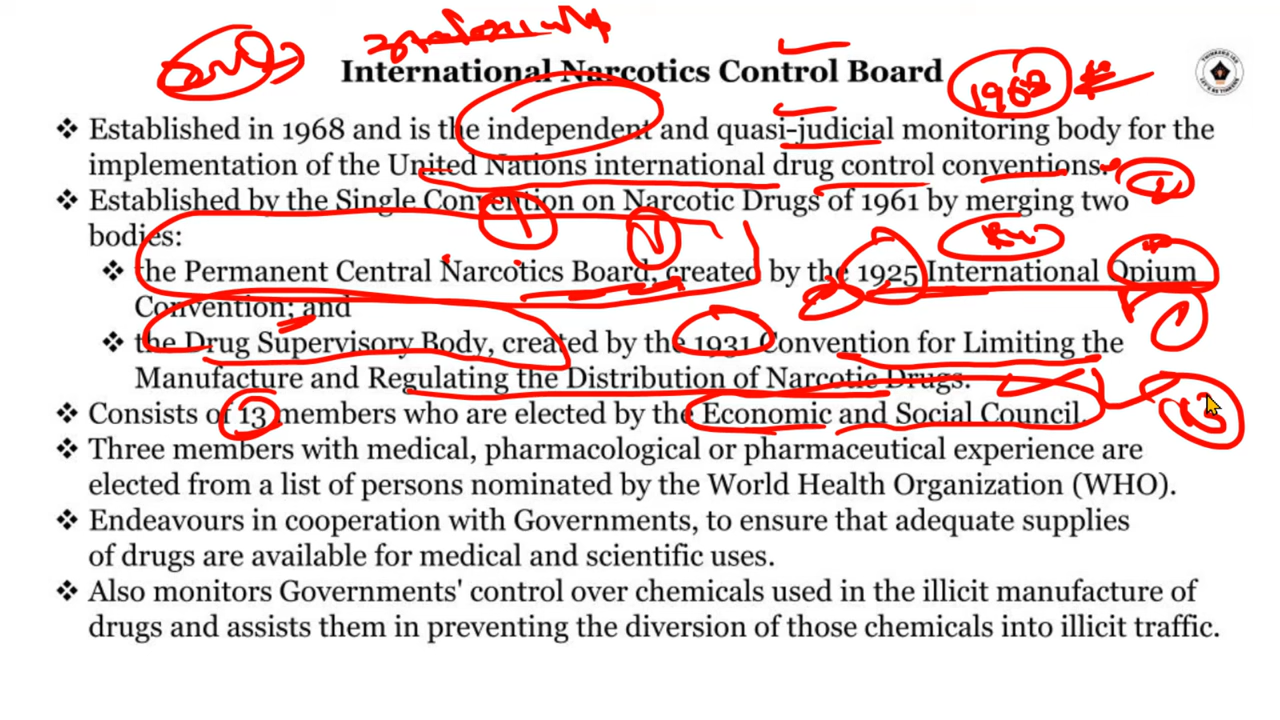 International Narcotics Control Board
1968
❖ Established in 1968 and is the independent and quasi-judicial monitoring body for the
implementation of the United Nations international drug control conventions.
❖ Established by the Single Convention on Narcotic Drugs of 1961 by merging two
bodies:
❖ the Permanent Central Narcotics Board, created by the 1925 International Opium
Convention; and
❖ the Drug Supervisory Body, created by the 1931 Convention for Limiting the
Manufacture and Regulating the Distribution of Narcotic Drugs.
❖ Consists of 13 members who are elected by the Economic and Social Council.
❖ Three members with medical, pharmacological or pharmaceutical experience are
elected from a list of persons nominated by the World Health Organization (WHO).
❖ Endeavours in cooperation with Governments, to ensure that adequate supplies
of drugs are available for medical and scientific uses.
❖ Also monitors Governments' control over chemicals used in the illicit manufacture of
drugs and assists them in preventing the diversion of those chemicals into illicit traffic.